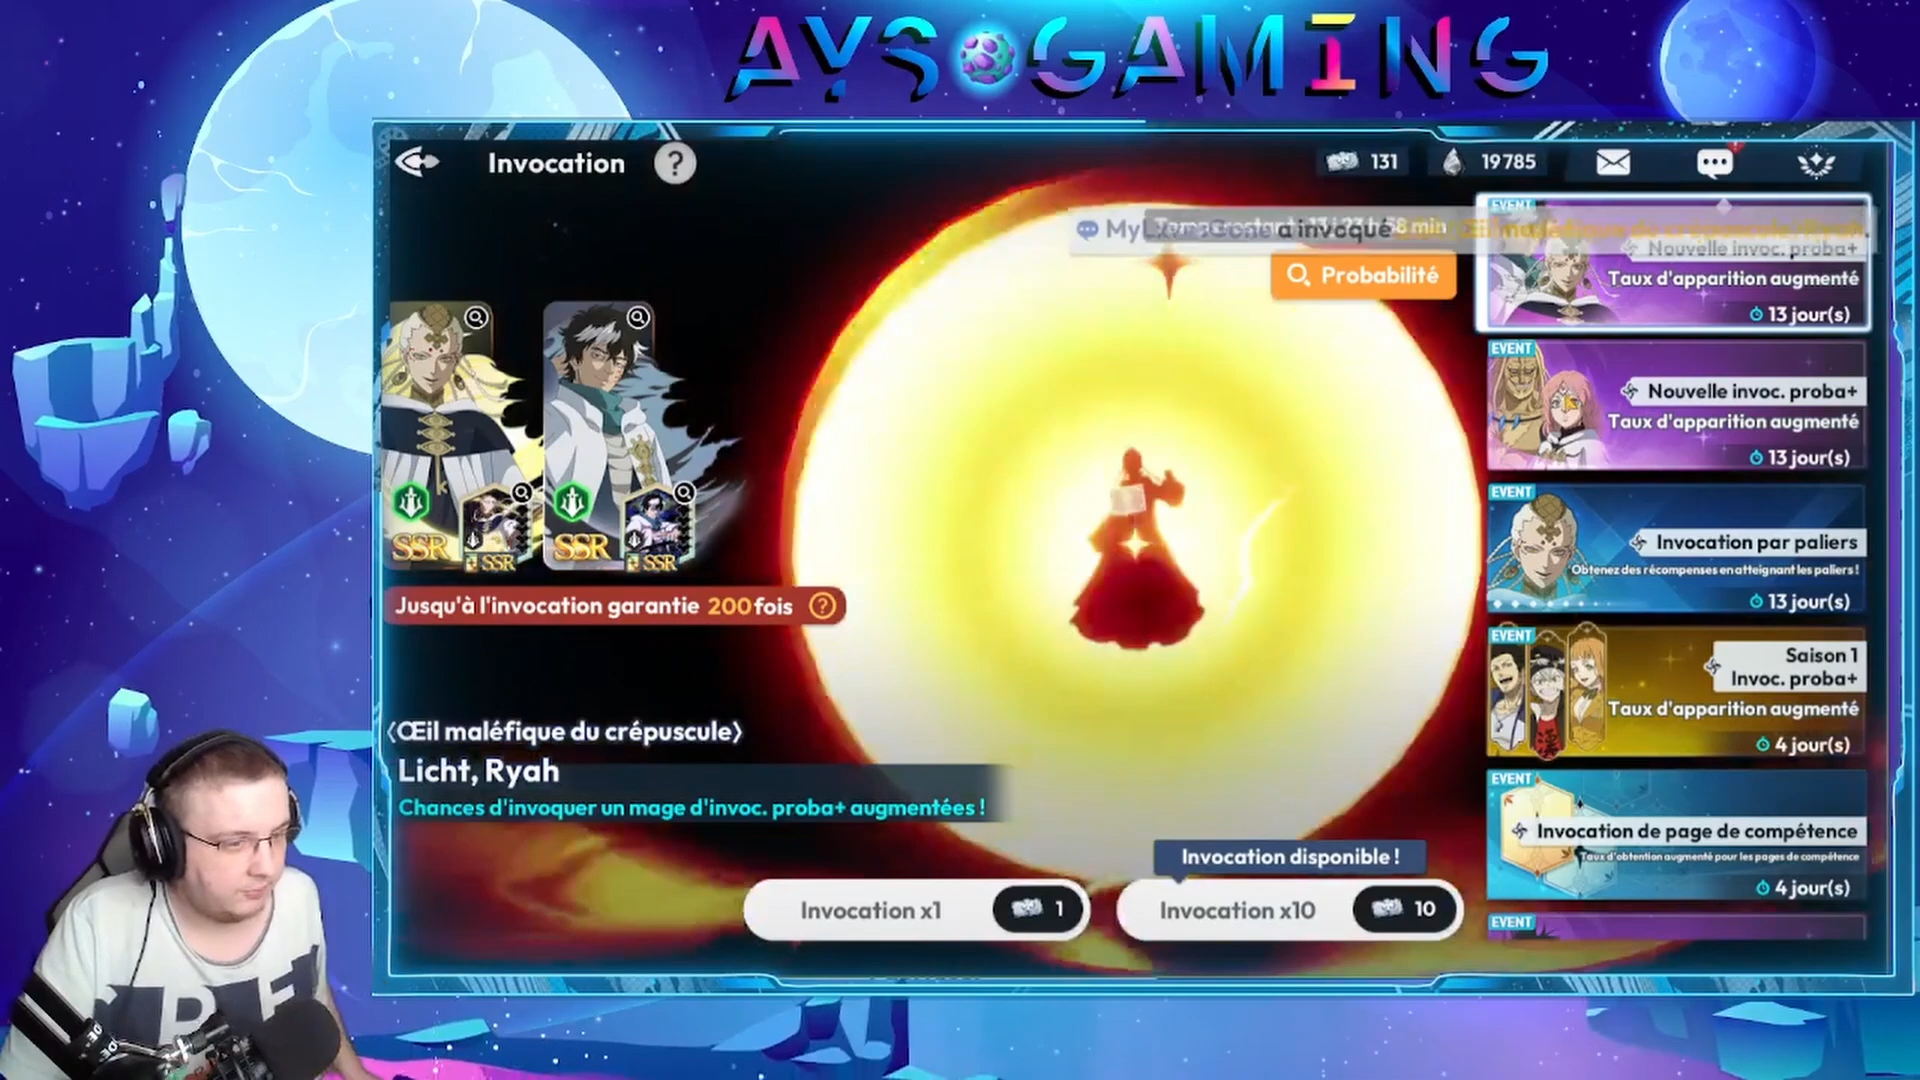 AYS GAMING
Invocation
?
131
19785
a invoqué
Probabilité
SSR
SSR
SSR
SSR
Jusqu'à l'invocation garantie 200 fois ?
⟨Œil maléfique du crépuscule⟩
Licht, Ryah
Chances d'invoquer un mage d'invoc. proba+ augmentées !
Invocation disponible !
Invocation x1
1
Invocation x10
10
EVENT
Nouvelle invoc. proba+
Taux d'apparition augmenté
13 jour(s)
EVENT
Nouvelle invoc. proba+
Taux d'apparition augmenté
13 jour(s)
EVENT
Invocation par paliers
Obtenez des récompenses en atteignant les paliers !
13 jour(s)
EVENT
Saison 1
Invoc. proba+
Taux d'apparition augmenté
4 jour(s)
EVENT
Invocation de page de compétence
Taux d'obtention augmenté pour les pages de compétence
4 jour(s)
EVENT